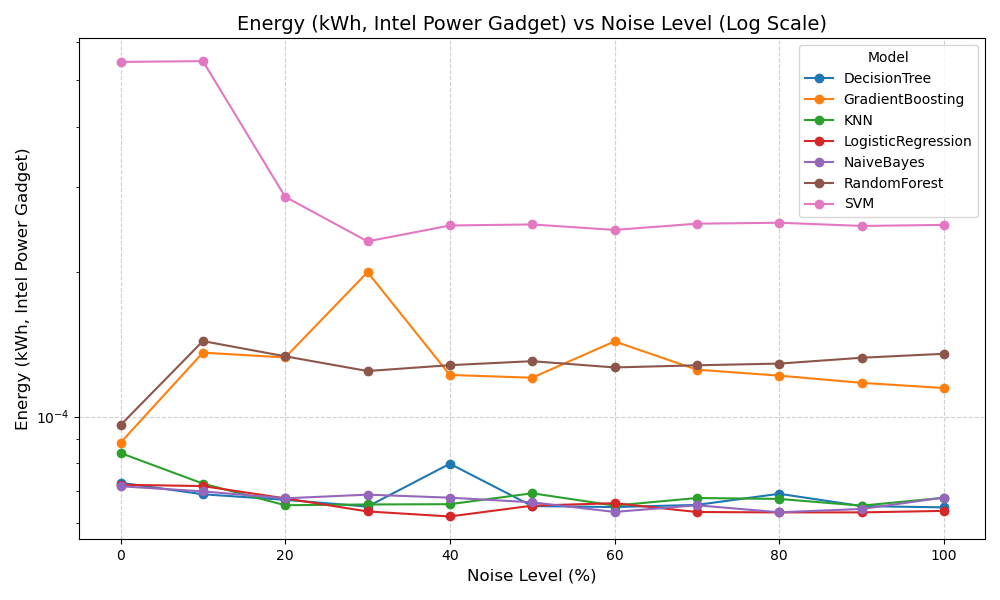 Energy (kWh, Intel Power Gadget) vs Noise Level (Log Scale)
Energy (kWh, Intel Power Gadget)
10⁻⁴
Model
DecisionTree
GradientBoosting
KNN
LogisticRegression
NaiveBayes
RandomForest
SVM
0 20 40 60 80 100
Noise Level (%)